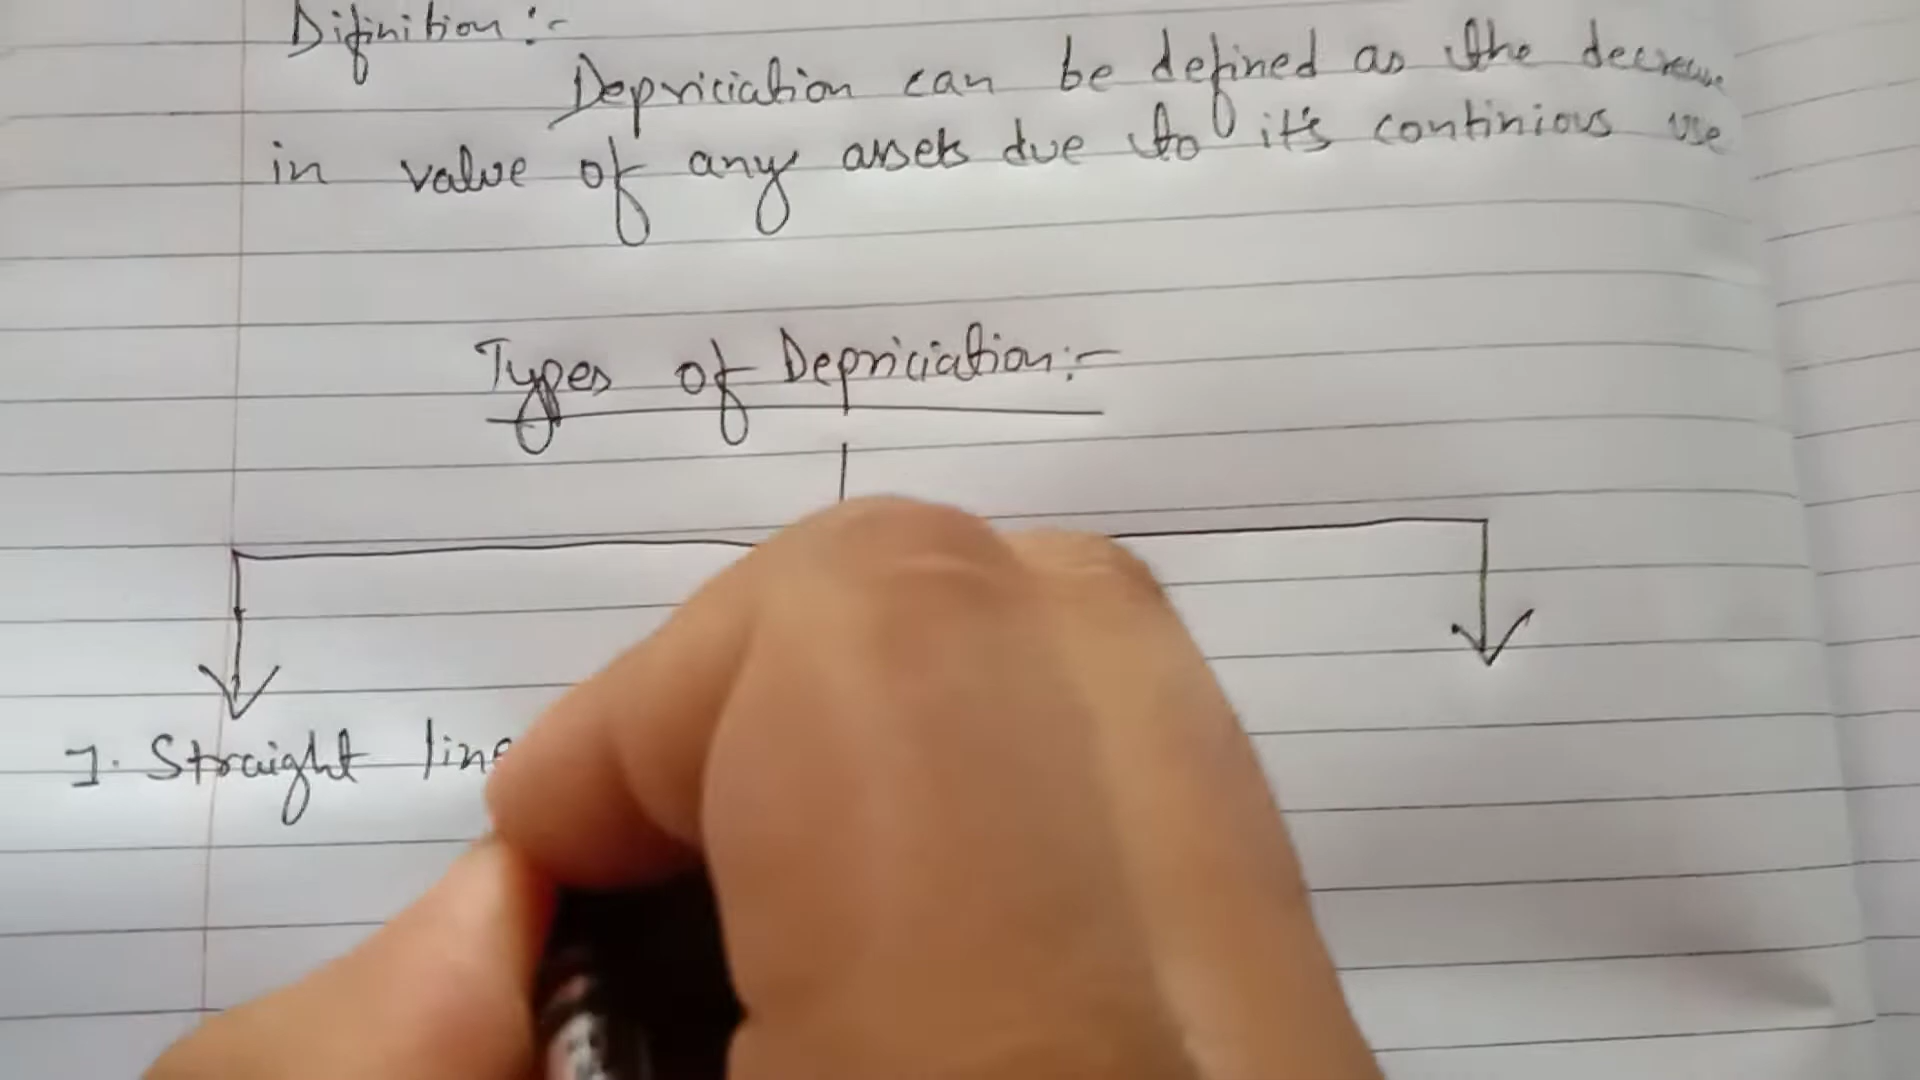 Difinition :-
Depriciation can be defined as the decrease
in value of any assets due to it's continious use
Types of Depriciation :-
1. Straight line